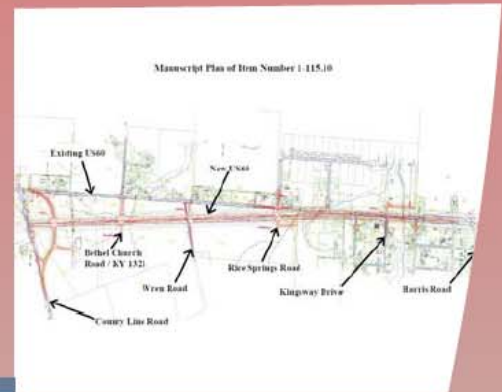 Manuscript Plan of Item Number 1-115.10
Existing US60
New US60
Bethel Church
Road / KY 1321
Wren Road
Rice Springs Road
Kingsway Drive
Harris Road
County Line Road